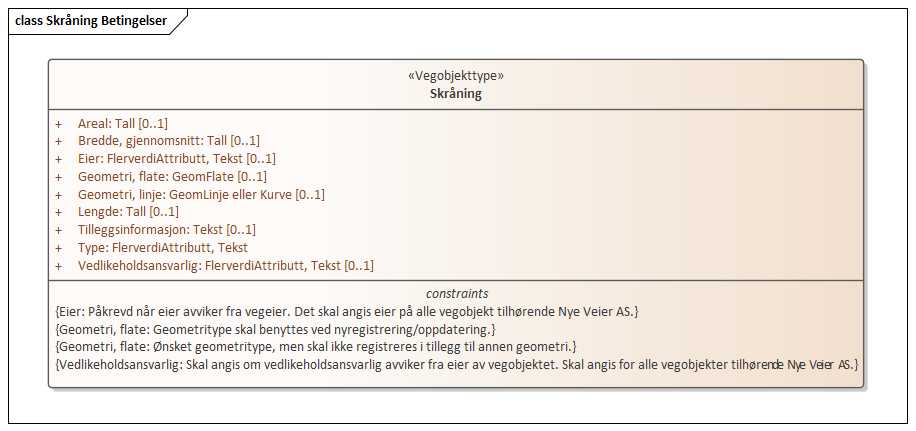 class Skråning Betingelser
«Vegobjekttype»
Skråning
+ Areal: Tall [0..1]
+ Bredde, gjennomsnitt: Tall [0..1]
+ Eier: FlerverdiAttributt, Tekst [0..1]
+ Geometri, flate: GeomFlate [0..1]
+ Geometri, linje: GeomLinje eller Kurve [0..1]
+ Lengde: Tall [0..1]
+ Tilleggsinformasjon: Tekst [0..1]
+ Type: FlerverdiAttributt, Tekst
+ Vedlikeholdsansvarlig: FlerverdiAttributt, Tekst [0..1]
constraints
{Eier: Påkrevd når eier avviker fra vegeier. Det skal angis eier på alle vegobjekt tilhørende Nye Veier AS.}
{Geometri, flate: Geometritype skal benyttes ved nyregistrering/oppdatering.}
{Geometri, flate: Ønsket geometritype, men skal ikke registreres i tillegg til annen geometri.}
{Vedlikeholdsansvarlig: Skal angis om vedlikeholdsansvarlig avviker fra eier av vegobjektet. Skal angis for alle vegobjekter tilhørende Nye Veier AS.}